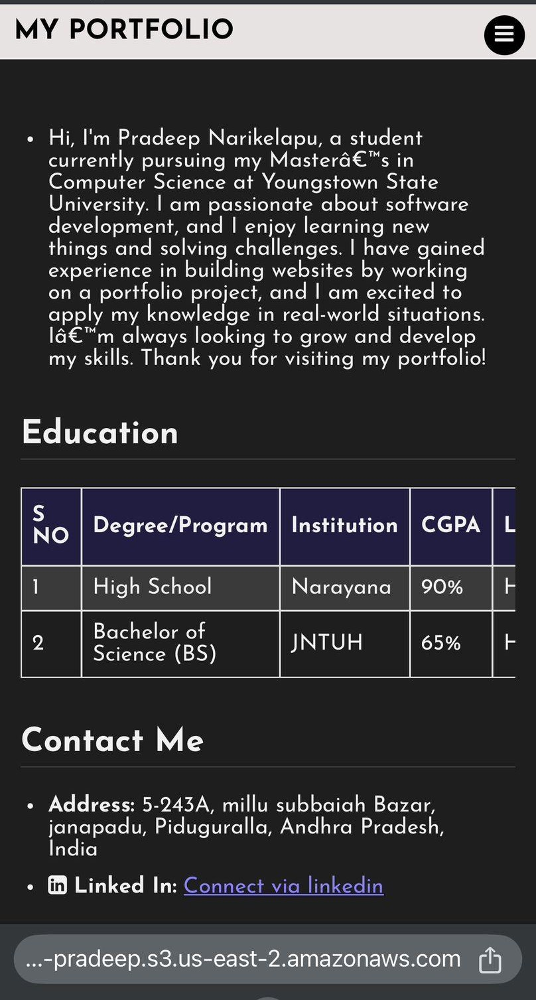 MY PORTFOLIO
Hi, I'm Pradeep Narikelapu, a student
currently pursuing my Masterâ€™s in
Computer Science at Youngstown State
University. I am passionate about software
development, and I enjoy learning new
things and solving challenges. I have gained
experience in building websites by working
on a portfolio project, and I am excited to
apply my knowledge in real-world situations.
Iâ€™m always looking to grow and develop
my skills. Thank you for visiting my portfolio!
Education
S NO Degree/Program Institution CGPA L
1 High School Narayana 90% H
2 Bachelor of Science (BS) JNTUH 65% H
Contact Me
Address: 5-243A, millu subbaiah Bazar,
janapadu, Piduguralla, Andhra Pradesh,
India
in Linked In: Connect via linkedin
...-pradeep.s3.us-east-2.amazonaws.com